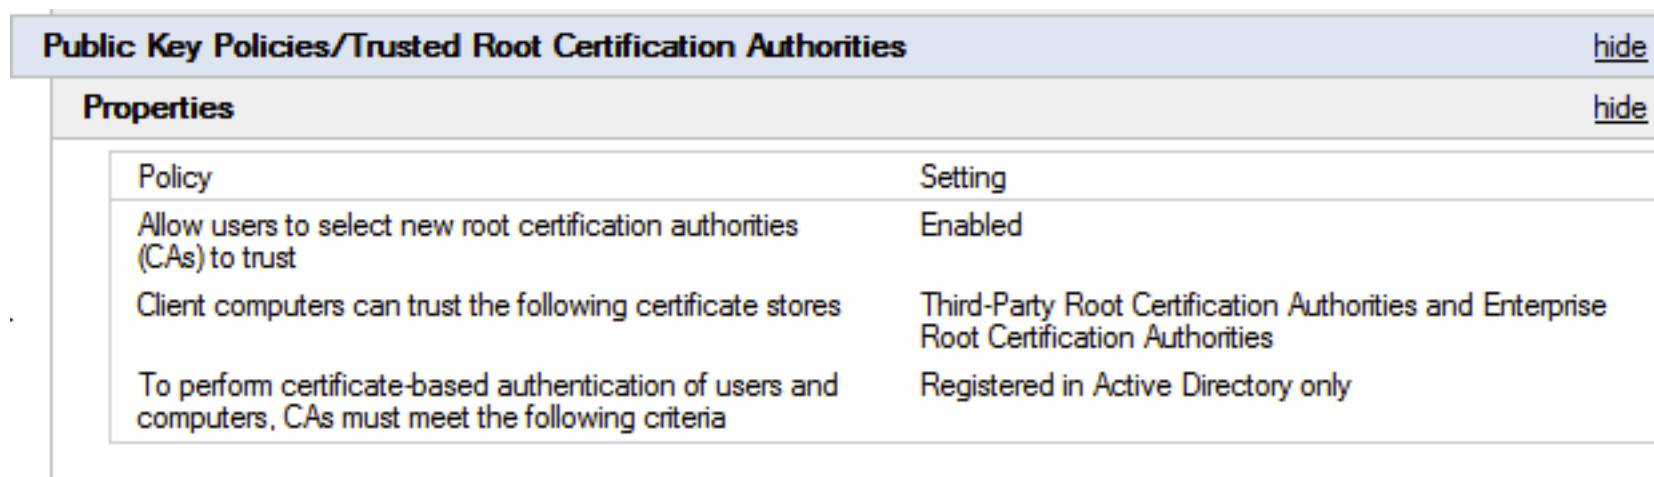 Public Key Policies/Trusted Root Certification Authorities hide
Properties hide
Policy Setting
Allow users to select new root certification authorities (CAs) to trust Enabled
Client computers can trust the following certificate stores Third-Party Root Certification Authorities and Enterprise Root Certification Authorities
To perform certificate-based authentication of users and computers, CAs must meet the following criteria Registered in Active Directory only